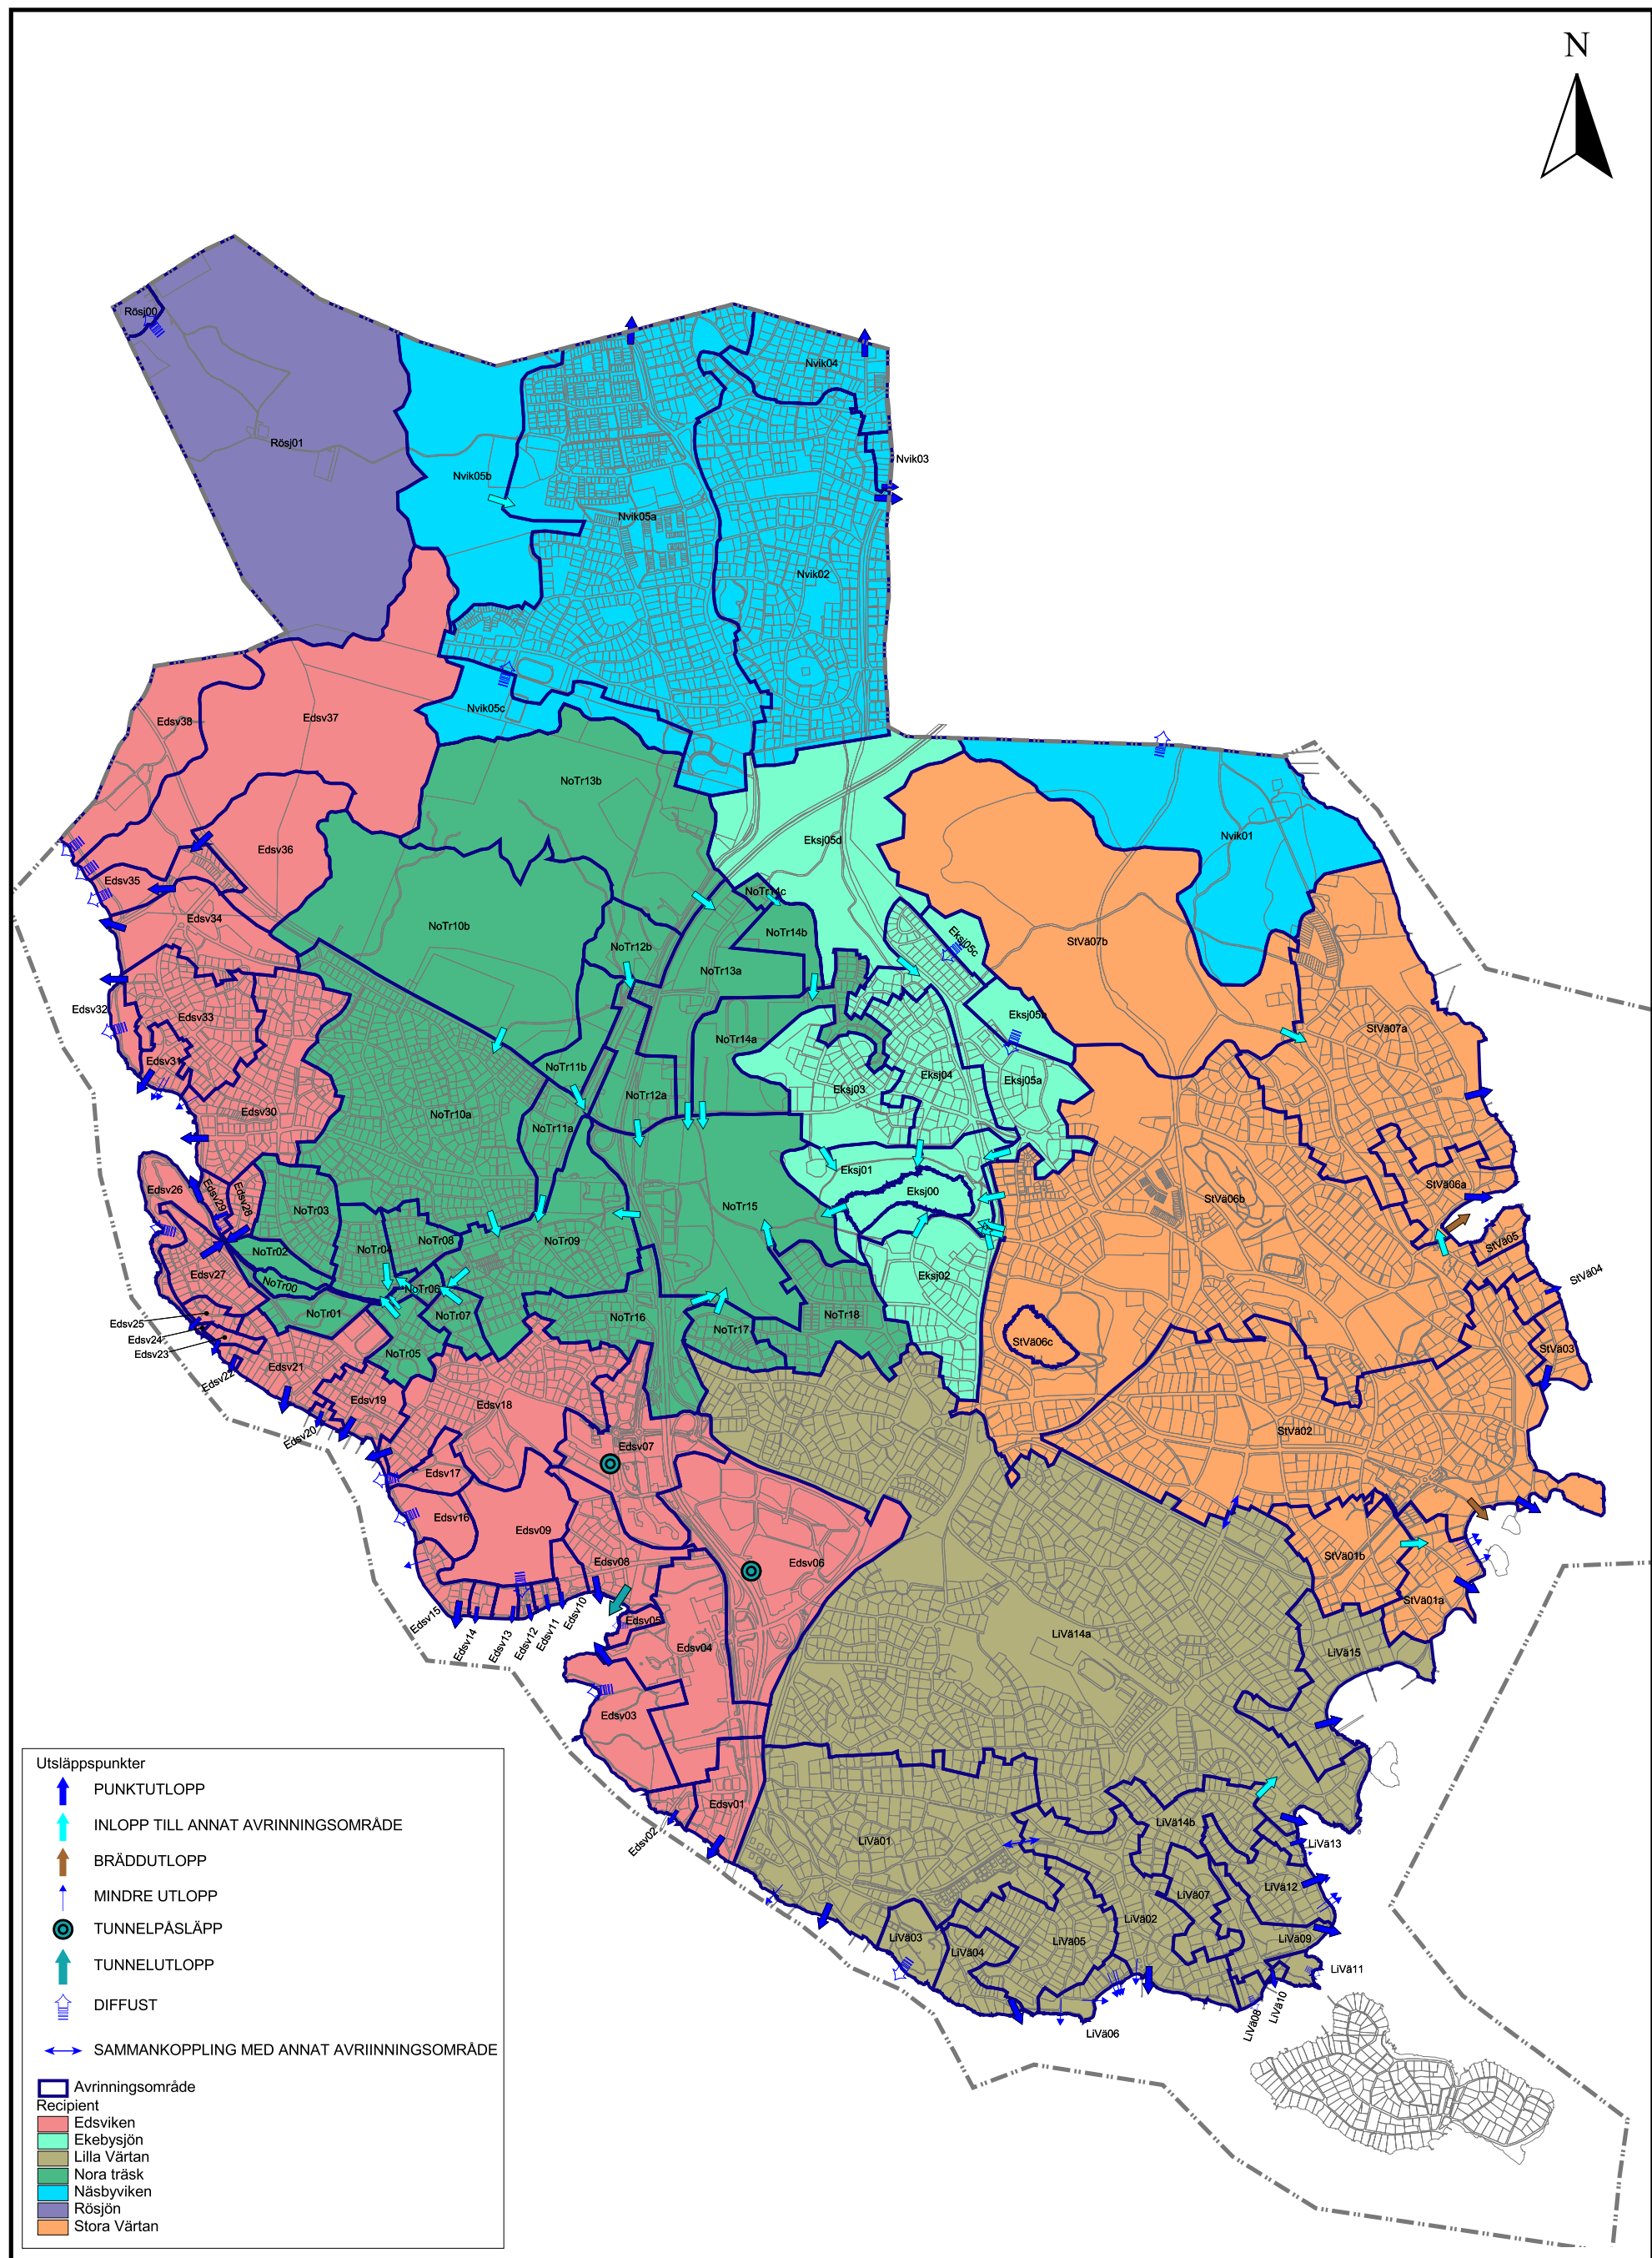 N
Rösj00
Nvik04
Rösj01
Nvik03
Nvik05b
Nvik05a
Nvik02
Nvik05c
Edsv38
Edsv37
NoTr13b
Eksj05d
Nvik01
Edsv36
Edsv35
NoTr14c
Edsv34
NoTr10b
NoTr14b
NoTr12b
Eksj05c
StVä07b
NoTr13a
Edsv32
Edsv33
Eksj05b
StVä07a
NoTr14a
Edsv31
NoTr11b
Eksj04
Eksj05a
Eksj03
NoTr12a
Edsv30
NoTr10a
NoTr11a
Eksj01
Edsv26
Edsv29
Edsv28
Eksj00
StVä06b
StVä06a
NoTr03
NoTr15
NoTr08
NoTr09
NoTr04
NoTr02
StVä05
Edsv27
Eksj02
StVä04
NoTr00
NoTr06
NoTr01
NoTr07
NoTr16
NoTr18
Edsv25
NoTr17
Edsv24
StVä06c
StVä03
Edsv23
NoTr05
Edsv21
Edsv22
Edsv19
Edsv18
StVä02
Edsv20
Edsv07
Edsv17
Edsv16
Edsv09
StVä01b
Edsv08
Edsv06
StVä01a
Edsv15
Edsv14
Edsv13
Edsv12
Edsv11
Edsv10
Edsv05
LiVä14a
Edsv04
LiVä15
Edsv03
Edsv01
LiVä14b
Edsv02
LiVä01
LiVä13
LiVä12
LiVä07
LiVä02
LiVä03
LiVä04
LiVä05
LiVä09
LiVä11
LiVä10
LiVä08
LiVä06
Utsläppspunkter
PUNKTUTLOPP
INLOPP TILL ANNAT AVRINNINGSOMRÅDE
BRÄDDUTLOPP
MINDRE UTLOPP
TUNNELPÅSLÄPP
TUNNELUTLOPP
DIFFUST
SAMMANKOPPLING MED ANNAT AVRIINNINGSOMRÅDE
Avrinningsområde
Recipient
Edsviken
Ekebysjön
Lilla Värtan
Nora träsk
Näsbyviken
Rösjön
Stora Värtan